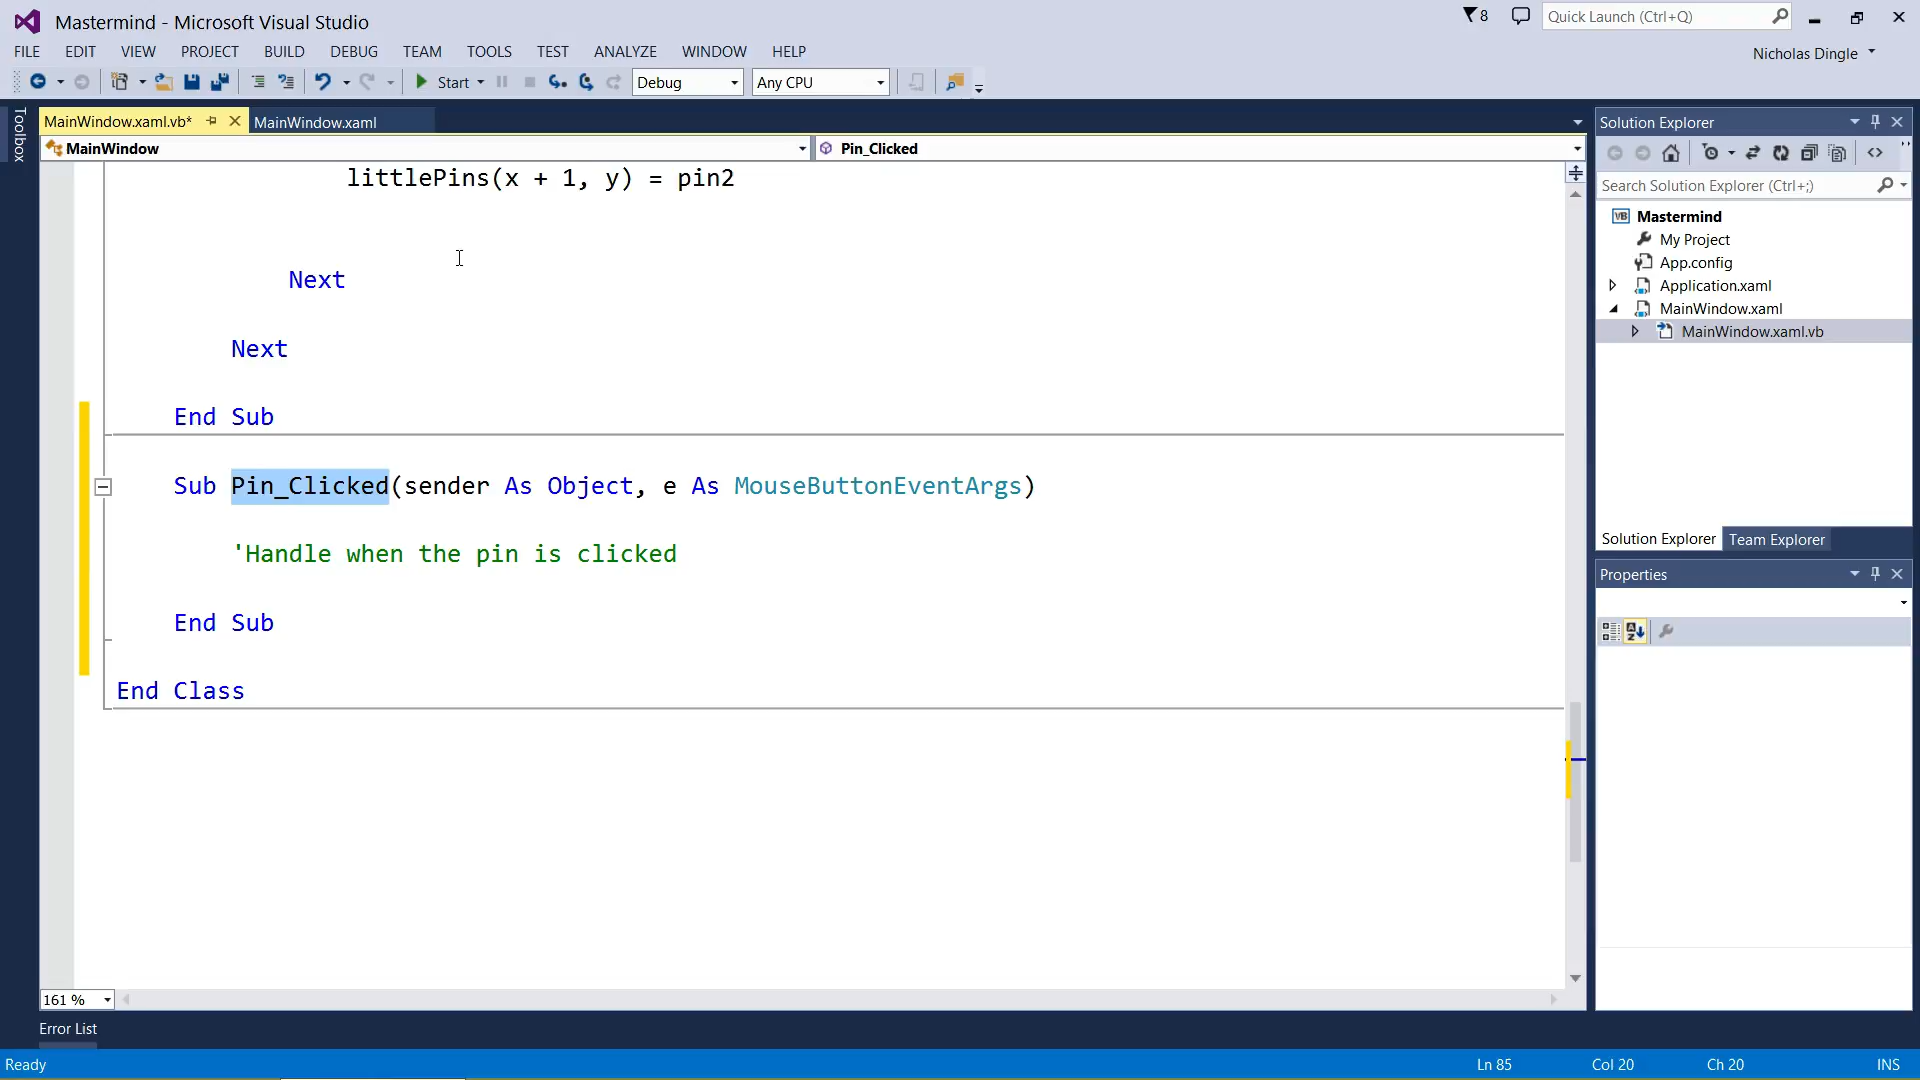 Mastermind - Microsoft Visual Studio
8
Quick Launch (Ctrl+Q)
FILE EDIT VIEW PROJECT BUILD DEBUG TEAM TOOLS TEST ANALYZE WINDOW HELP
Nicholas Dingle
Start
Debug
Any CPU
Toolbox
MainWindow.xaml.vb*
MainWindow.xaml
MainWindow
Pin_Clicked
littlePins(x + 1, y) = pin2
Next
Next
End Sub
Sub Pin_Clicked(sender As Object, e As MouseButtonEventArgs)
'Handle when the pin is clicked
End Sub
End Class
161 %
Solution Explorer
Search Solution Explorer (Ctrl+;)
VB Mastermind
My Project
App.config
Application.xaml
MainWindow.xaml
MainWindow.xaml.vb
Solution Explorer
Team Explorer
Properties
Error List
Ready
Ln 85
Col 20
Ch 20
INS